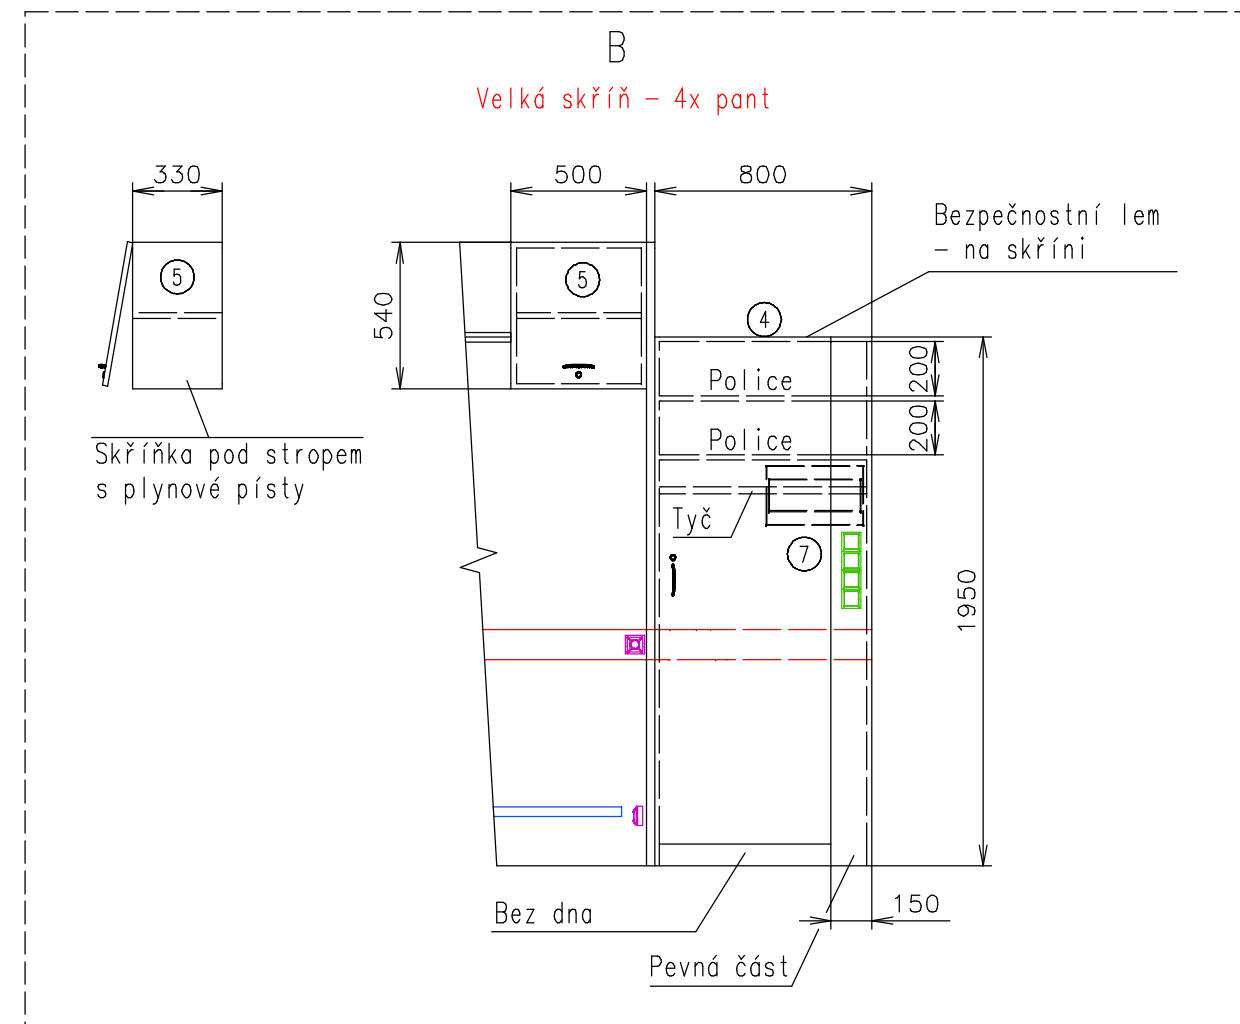 B
Velká skříň – 4x pant
330
500
800
Bezpečnostní lem
– na skříni
5
5
4
540
200
Police
200
Police
Skříňka pod stropem
s plynové písty
Tyč
7
1950
Bez dna
150
Pevná část